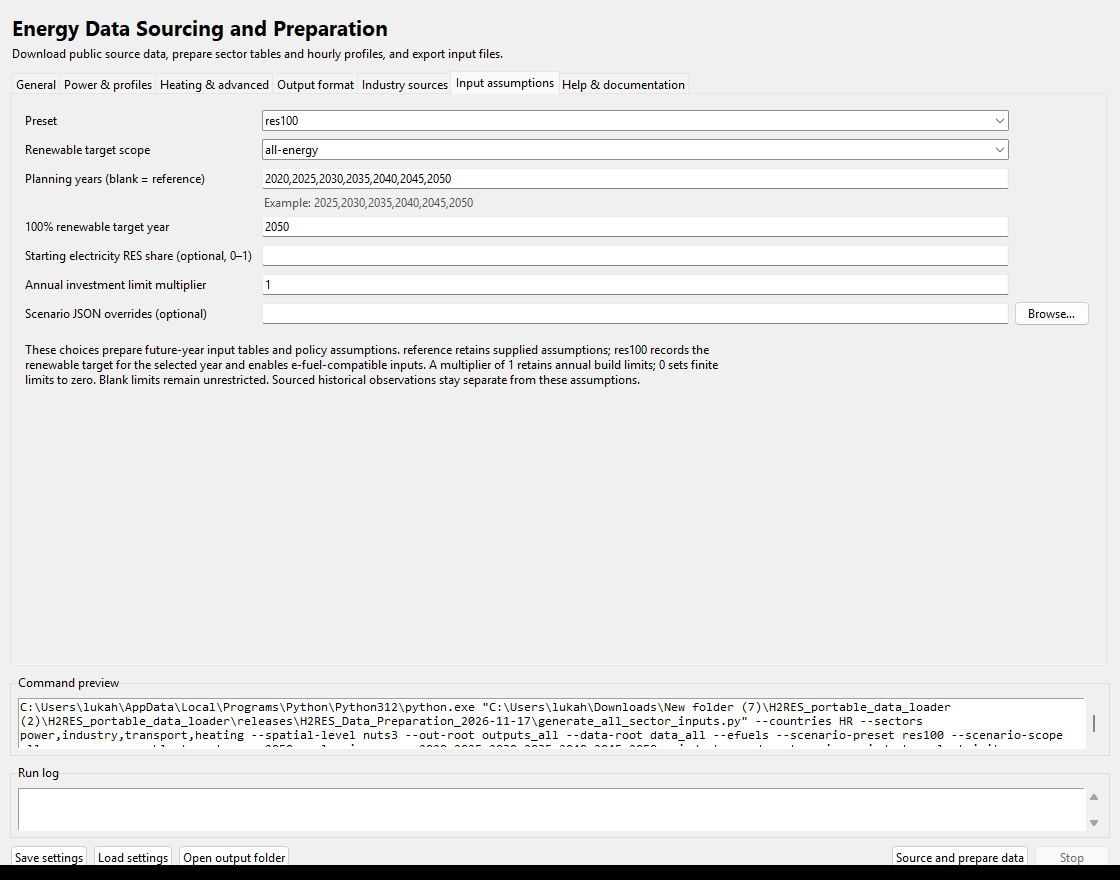 Energy Data Sourcing and Preparation
Download public source data, prepare sector tables and hourly profiles, and export input files.
General Power & profiles Heating & advanced Output format Industry sources Input assumptions Help & documentation
Preset res100
Renewable target scope all-energy
Planning years (blank = reference) 2020,2025,2030,2035,2040,2045,2050
Example: 2025,2030,2035,2040,2045,2050
100% renewable target year 2050
Starting electricity RES share (optional, 0–1)
Annual investment limit multiplier 1
Scenario JSON overrides (optional) Browse...
These choices prepare future-year input tables and policy assumptions. reference retains supplied assumptions; res100 records the
renewable target for the selected year and enables e-fuel-compatible inputs. A multiplier of 1 retains annual build limits; 0 sets finite
limits to zero. Blank limits remain unrestricted. Sourced historical observations stay separate from these assumptions.
Command preview
C:\Users\lukah\AppData\Local\Programs\Python\Python312\python.exe "C:\Users\lukah\Downloads\New folder (7)\H2RES_portable_data_loader
(2)\H2RES_portable_data_loader\releases\H2RES_Data_Preparation_2026-11-17\generate_all_sector_inputs.py" --countries HR --sectors
power,industry,transport,heating --spatial-level nuts3 --out-root outputs_all --data-root data_all --efuels --scenario-preset res100 --scenario-scope
Run log
Save settings Load settings Open output folder Source and prepare data Stop